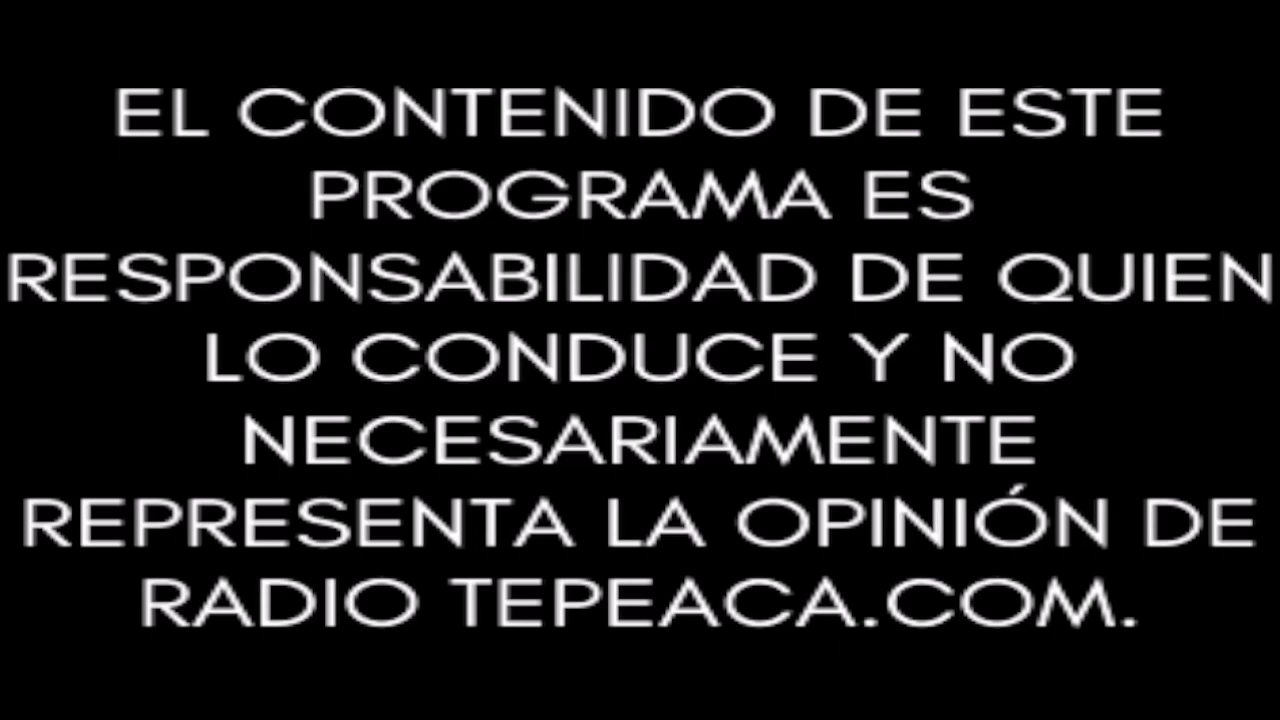 EL CONTENIDO DE ESTE
PROGRAMA ES
RESPONSABILIDAD DE QUIEN
LO CONDUCE Y NO
NECESARIAMENTE
REPRESENTA LA OPINIÓN DE
RADIO TEPEACA.COM.